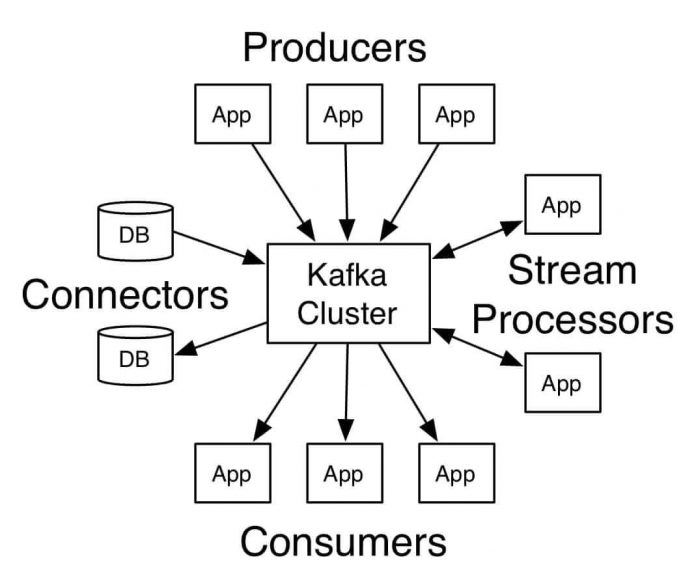 Producers
App
App
App
DB
App
Kafka
Cluster
Stream
Processors
Connectors
DB
App
App
App
App
Consumers